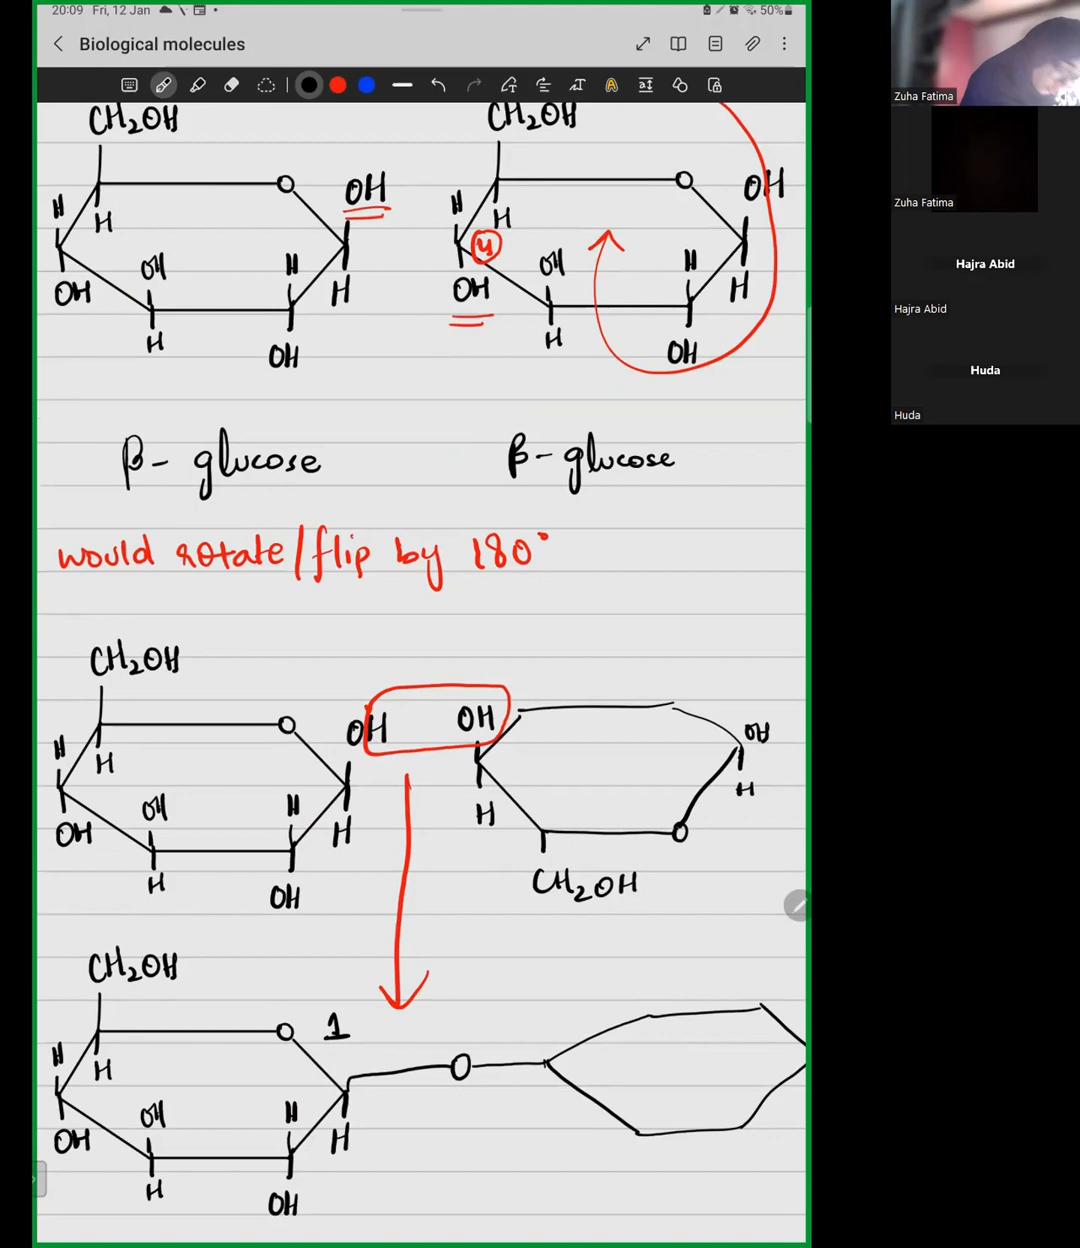 20:09 Fri, 12 Jan
50%
Biological molecules
Zuha Fatima
Zuha Fatima
Hajra Abid
Hajra Abid
Huda
Huda
CH₂OH CH₂OH
O OH O OH
H H H H
4
OH OH H H OH OH H H
H OH H OH
β- glucose β- glucose
would rotate/flip by 180°
CH₂OH
O OH OH OH
H H H
OH OH H H H O
H OH CH₂OH
CH₂OH
O 1
H H O
OH OH H H
H OH